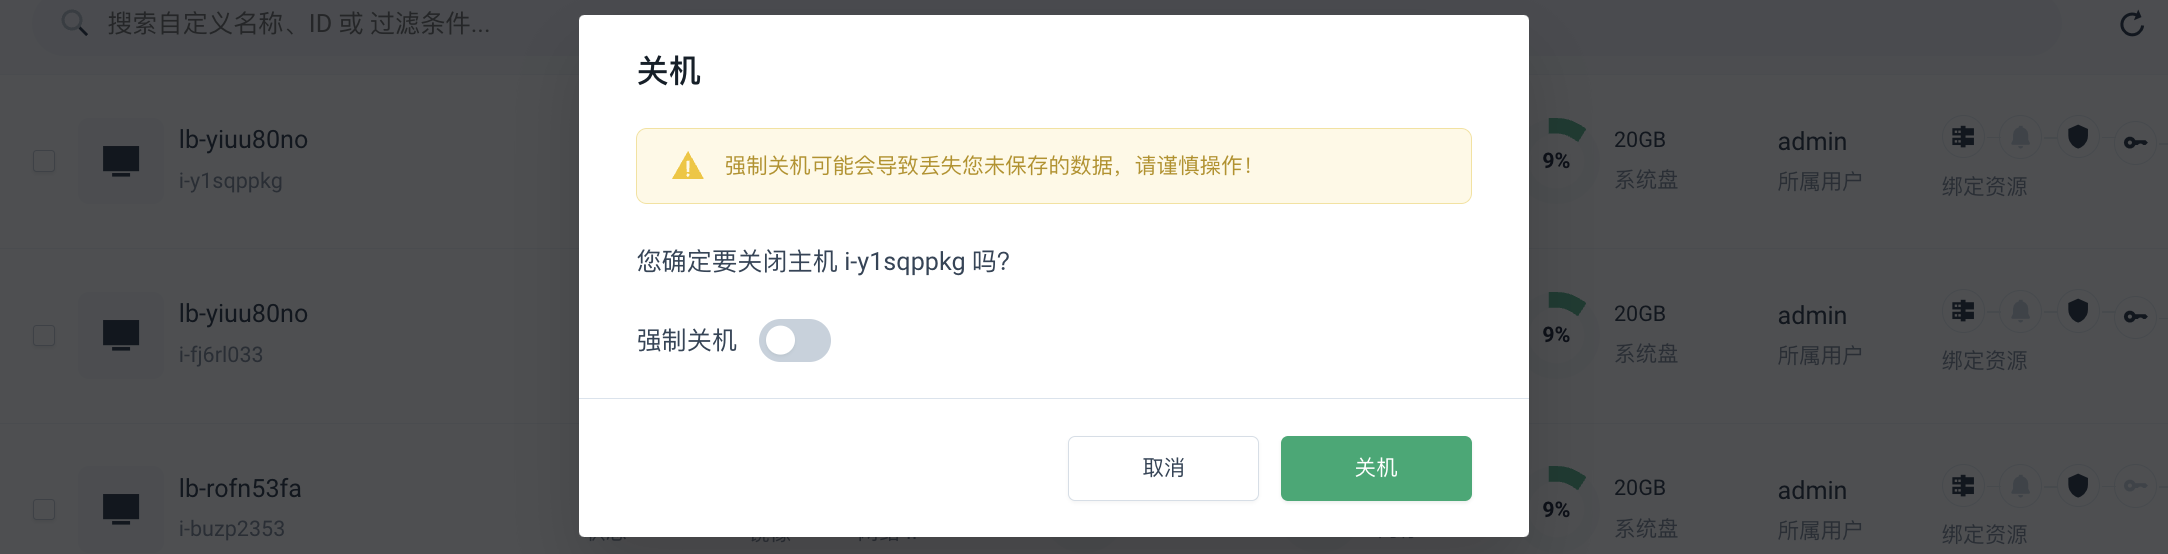 搜索自定义名称、ID 或 过滤条件...
关机
强制关机可能会导致丢失您未保存的数据，请谨慎操作！
您确定要关闭主机 i-y1sqppkg 吗?
强制关机
取消
关机
lb-yiuu80no
i-y1sqppkg
9%
20GB
系统盘
admin
所属用户
绑定资源
lb-yiuu80no
i-fj6rl033
9%
20GB
系统盘
admin
所属用户
绑定资源
lb-rofn53fa
i-buzp2353
9%
20GB
系统盘
admin
所属用户
绑定资源